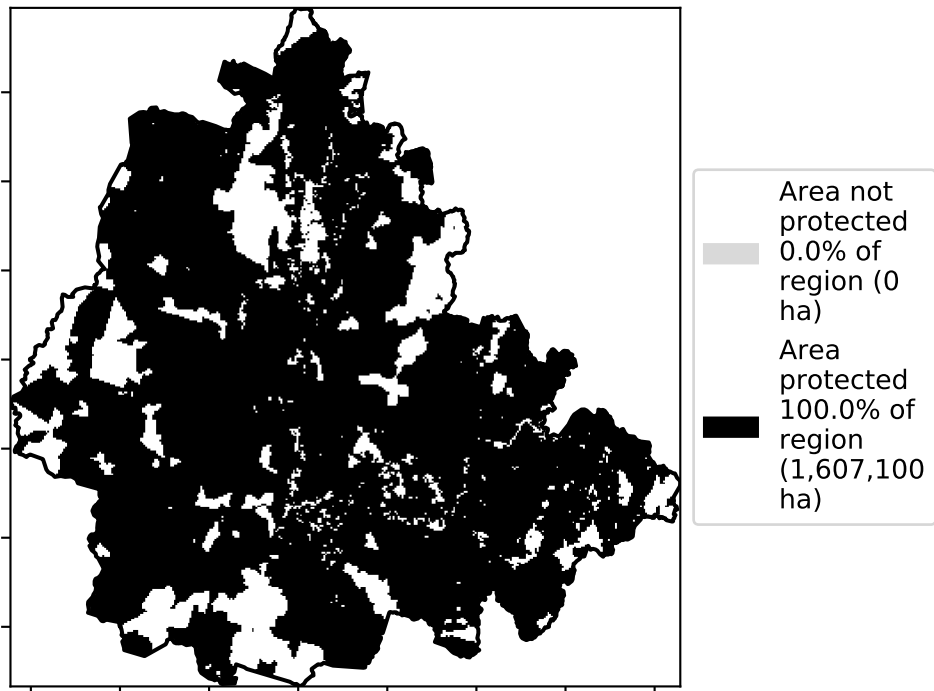 Area not
protected
0.0% of
region (0
ha)
Area
protected
100.0% of
region
(1,607,100
ha)